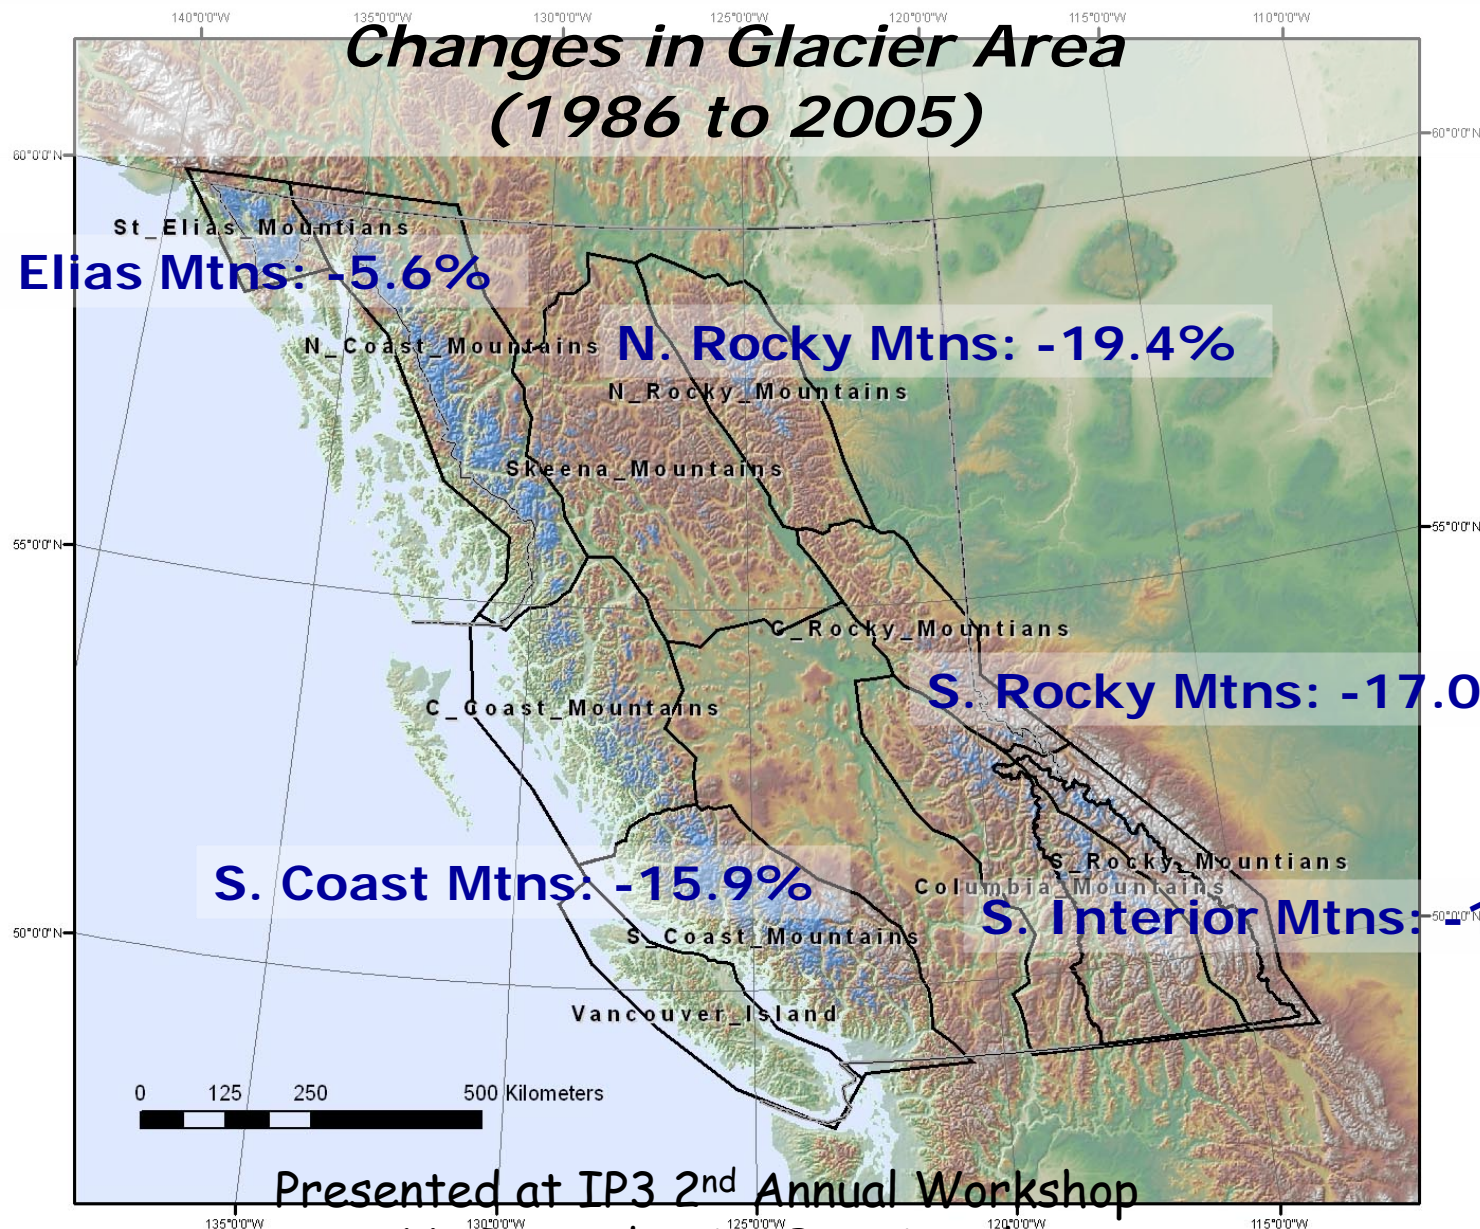 140°0'0"W 135°0'0"W 130°0'0"W 125°0'0"W 120°0'0"W 115°0'0"W 110°0'0"W
Changes in Glacier Area
(1986 to 2005)
60°0'0"N 60°0'0"N
St_Elias_Mountians
Elias Mtns: -5.6%
N_Coast_Mountains
N. Rocky Mtns: -19.4%
N_Rocky_Mountains
Skeena_Mountains
55°0'0"N 55°0'0"N
C_Rocky_Mountians
S. Rocky Mtns: -17.0
C_Coast_Mountains
S_Rocky_Mountians
S. Coast Mtns: -15.9%
Columbia_Mountains
S. Interior Mtns: -1
50°0'0"N 50°0'0"N
S_Coast_Mountains
Vancouver_Island
0 125 250 500 Kilometers
Presented at IP3 2nd Annual Workshop
135°0'0"W 130°0'0"W 125°0'0"W 120°0'0"W 115°0'0"W